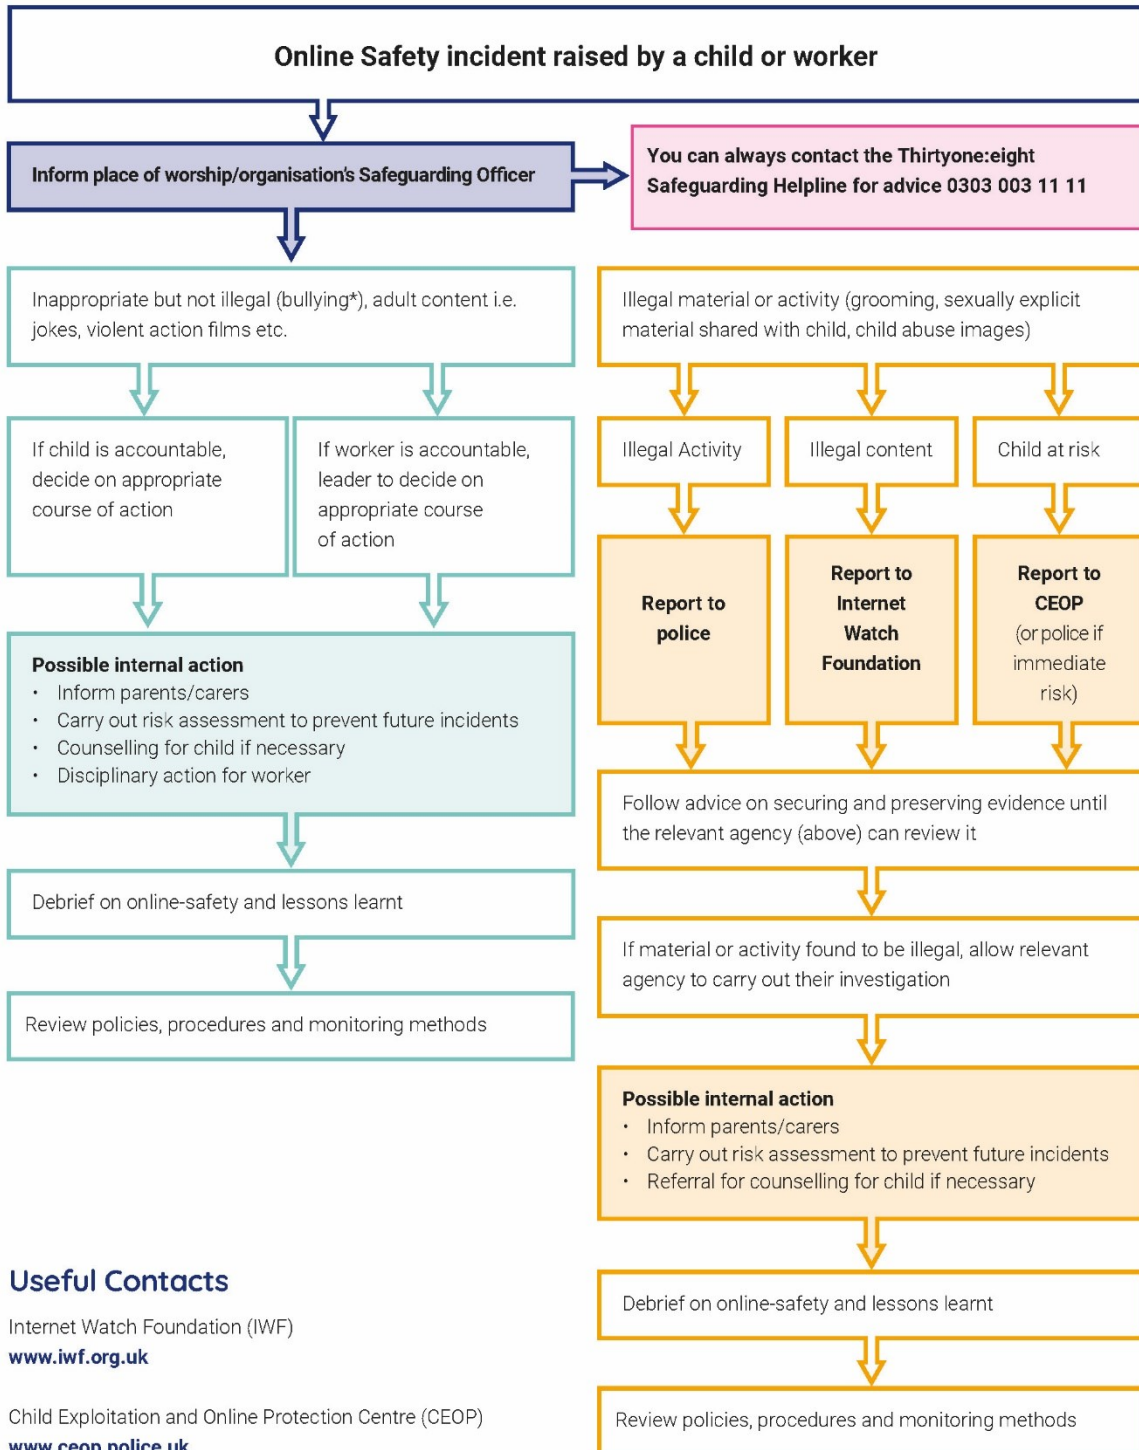 Online Safety incident raised by a child or worker
Inform place of worship/organisation's Safeguarding Officer
You can always contact the Thirtyone:eight
Safeguarding Helpline for advice 0303 003 11 11
Inappropriate but not illegal (bullying*), adult content i.e.
jokes, violent action films etc.
If child is accountable,
decide on appropriate
course of action
If worker is accountable,
leader to decide on
appropriate course
of action
Possible internal action
• Inform parents/carers
• Carry out risk assessment to prevent future incidents
• Counselling for child if necessary
• Disciplinary action for worker
Debrief on online-safety and lessons learnt
Review policies, procedures and monitoring methods
Illegal material or activity (grooming, sexually explicit
material shared with child, child abuse images)
Illegal Activity
Illegal content
Child at risk
Report to
police
Report to
Internet
Watch
Foundation
Report to
CEOP
(or police if
immediate
risk)
Follow advice on securing and preserving evidence until
the relevant agency (above) can review it
If material or activity found to be illegal, allow relevant
agency to carry out their investigation
Possible internal action
• Inform parents/carers
• Carry out risk assessment to prevent future incidents
• Referral for counselling for child if necessary
Debrief on online-safety and lessons learnt
Review policies, procedures and monitoring methods
Useful Contacts
Internet Watch Foundation (IWF)
www.iwf.org.uk
Child Exploitation and Online Protection Centre (CEOP)
www.ceop.police.uk